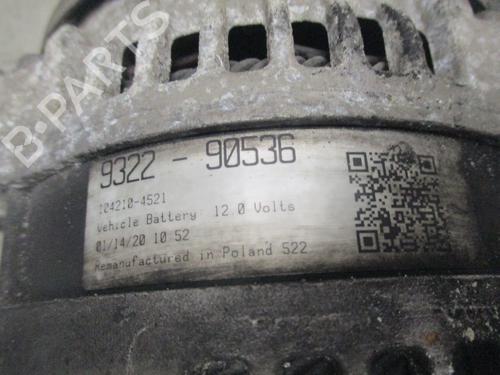 B-PARTS
9322 - 90536
104210-4521
Vehicle Battery 12.0 Volts
01/14/20 10 52
Remanufactured in Poland 522